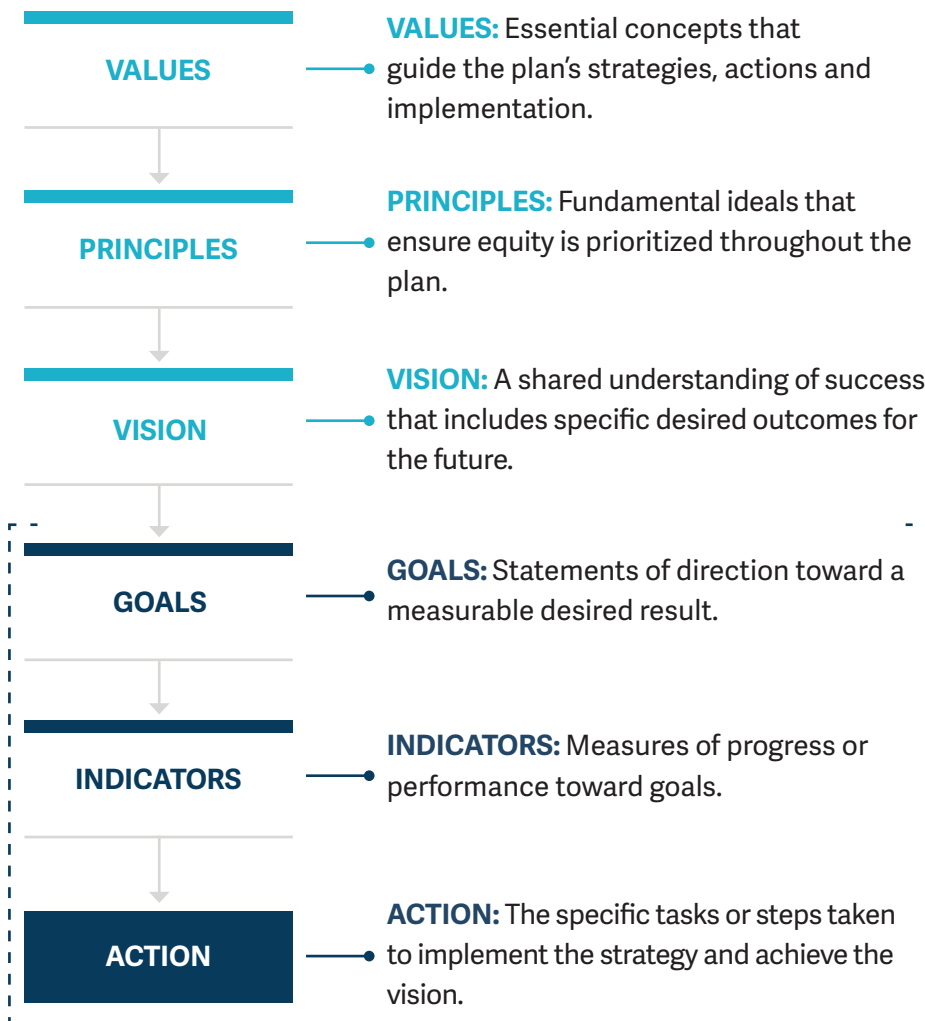 VALUES
VALUES: Essential concepts that
guide the plan's strategies, actions and
implementation.
PRINCIPLES
PRINCIPLES: Fundamental ideals that
ensure equity is prioritized throughout the
plan.
VISION
VISION: A shared understanding of success
that includes specific desired outcomes for
the future.
GOALS
GOALS: Statements of direction toward a
measurable desired result.
INDICATORS
INDICATORS: Measures of progress or
performance toward goals.
ACTION
ACTION: The specific tasks or steps taken
to implement the strategy and achieve the
vision.